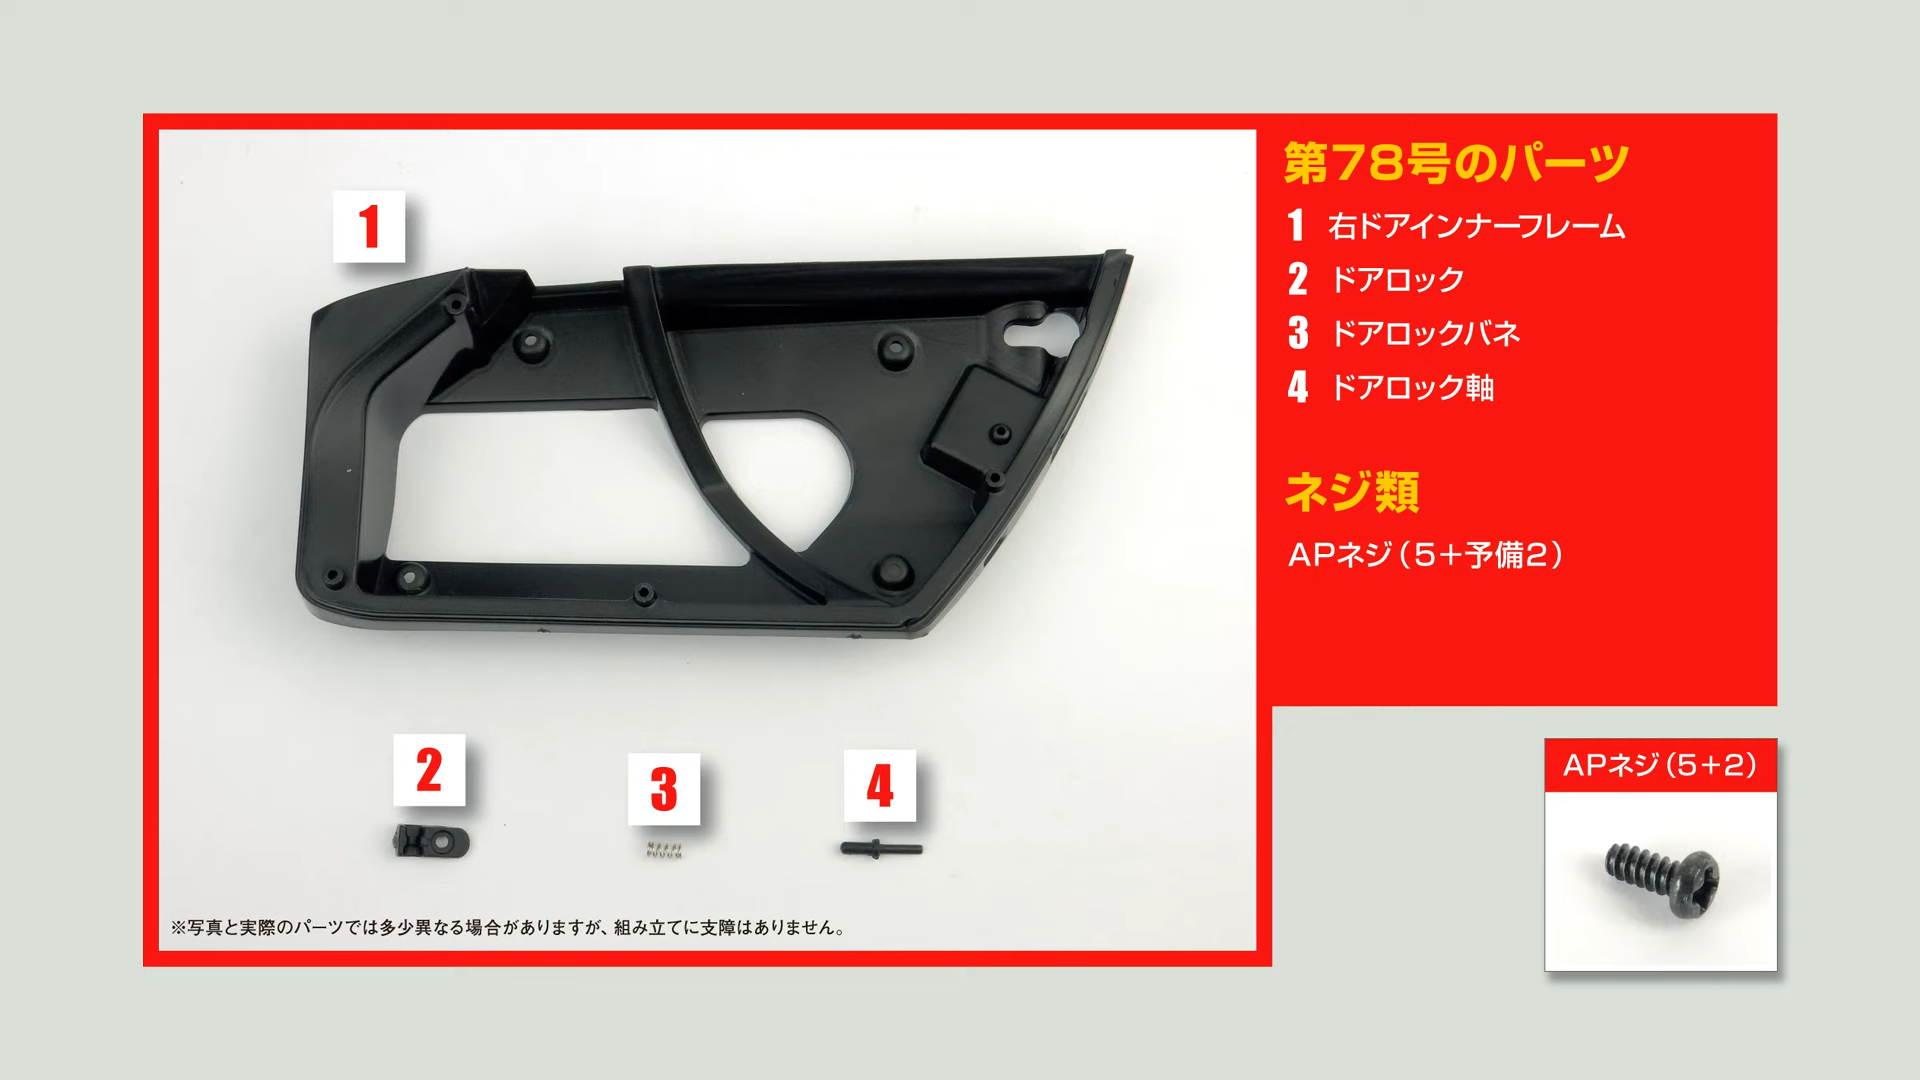 第78号のパーツ
1 右ドアインナーフレーム
2 ドアロック
3 ドアロックバネ
4 ドアロック軸
ネジ類
APネジ(5+予備2)
1
2
3
4
※写真と実際のパーツでは多少異なる場合がありますが、組み立てに支障はありません。
APネジ(5+2)